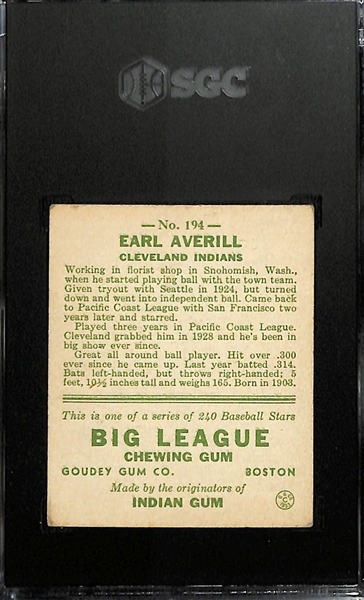 SGC
— No. 194 —
EARL AVERILL
CLEVELAND INDIANS
Working in florist shop in Snohomish, Wash.,
when he started playing ball with the town team.
Given tryout with Seattle in 1924, but turned
down and went into independent ball. Came back
to Pacific Coast League with San Francisco two
years later and starred.
Played three years in Pacific Coast League.
Cleveland grabbed him in 1928 and he's been in
big show ever since.
Great all around ball player. Hit over .300
ever since he came up. Last year batted .314.
Bats left-handed, but throws right-handed; 5
feet, 10½ inches tall and weighs 165. Born in 1903.
This is one of a series of 240 Baseball Stars
BIG LEAGUE
CHEWING GUM
GOUDEY GUM CO. BOSTON
Made by the originators of
INDIAN GUM